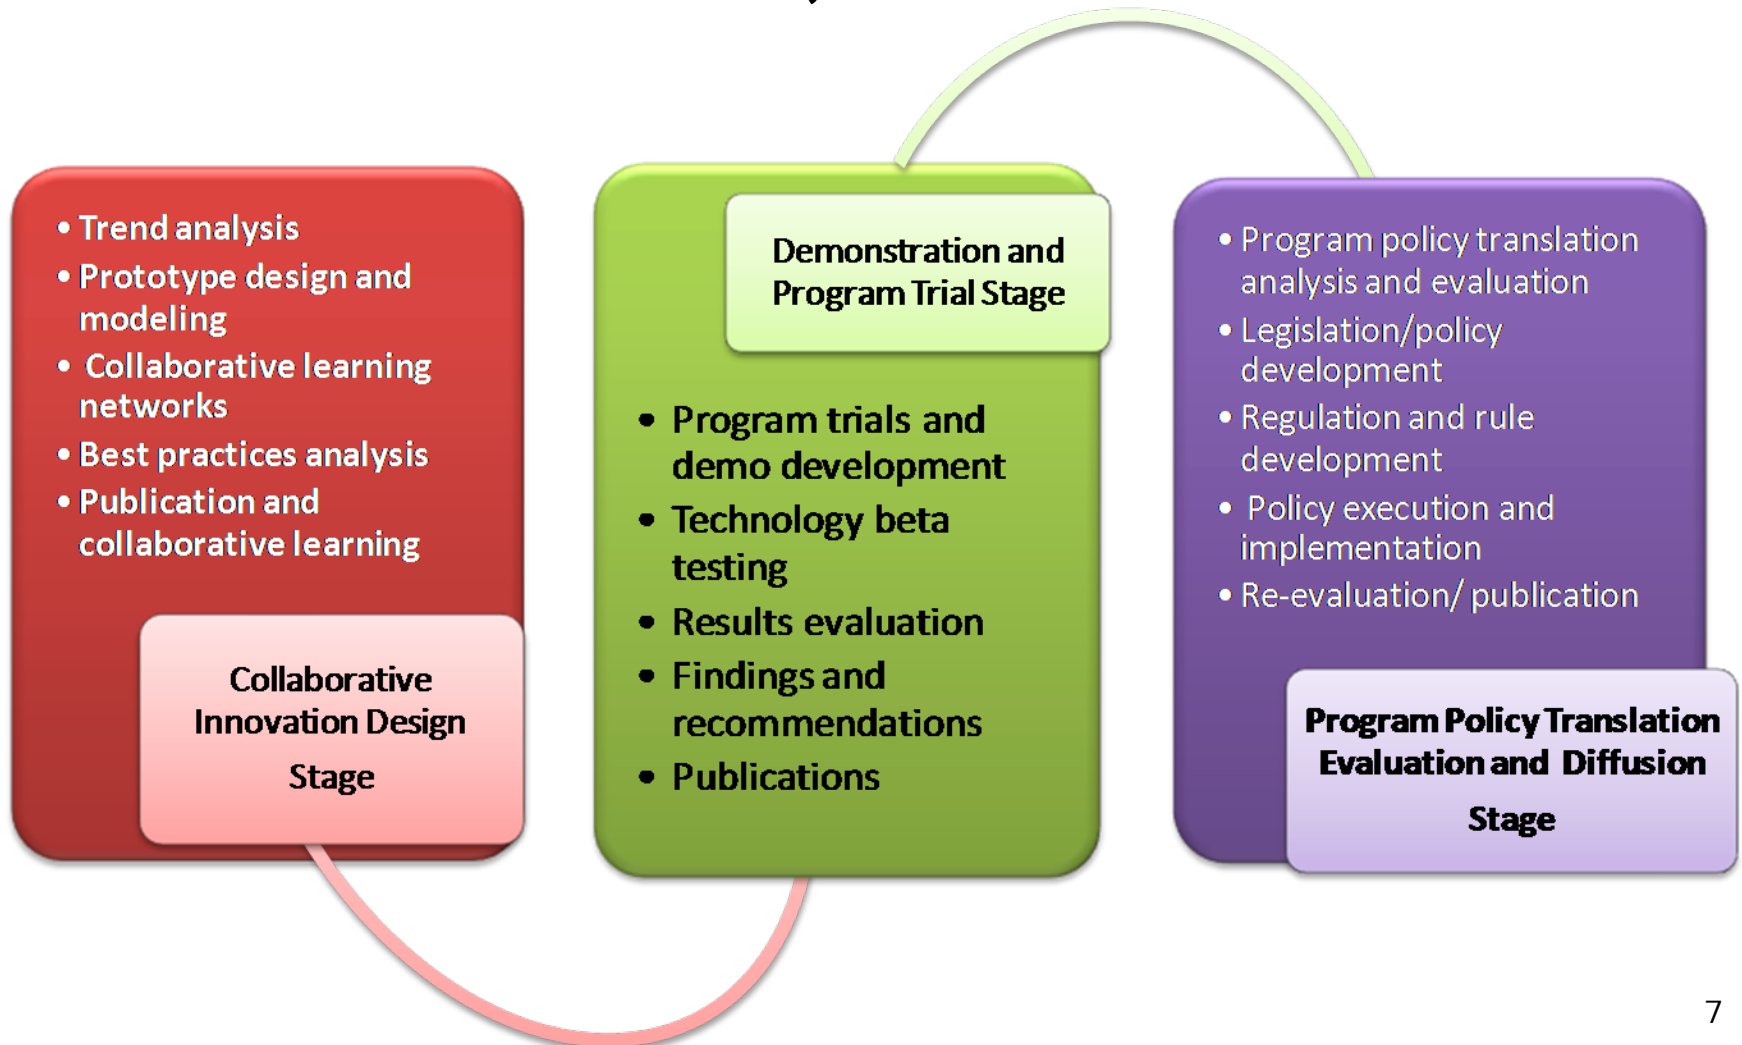 • Trend analysis
• Prototype design and
modeling
• Collaborative learning
networks
• Best practices analysis
• Publication and
collaborative learning
Collaborative
Innovation Design
Stage
Demonstration and
Program Trial Stage
• Program trials and
demo development
• Technology beta
testing
• Results evaluation
• Findings and
recommendations
• Publications
• Program policy translation
analysis and evaluation
• Legislation/policy
development
• Regulation and rule
development
• Policy execution and
implementation
• Re-evaluation/ publication
Program Policy Translation
Evaluation and Diffusion
Stage
7